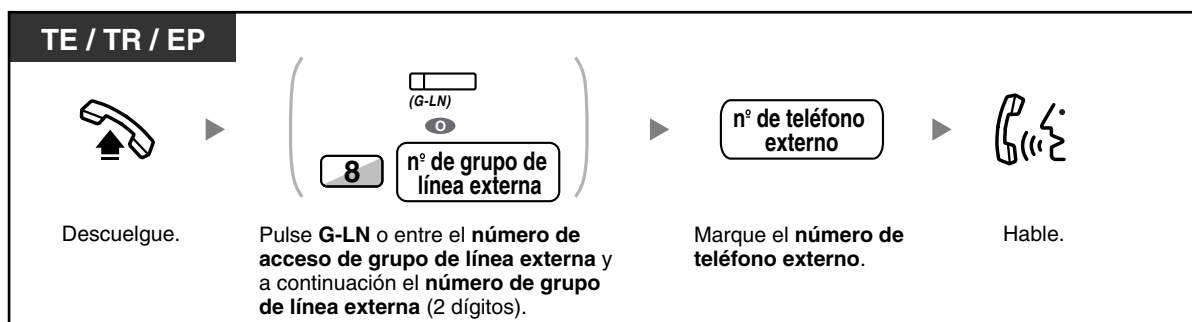 TE / TR / EP
(G-LN)
O
8
nº de grupo de
línea externa
nº de teléfono
externo
Descuelgue.
Pulse G-LN o entre el número de
acceso de grupo de línea externa y
a continuación el número de grupo
de línea externa (2 dígitos).
Marque el número de
teléfono externo.
Hable.